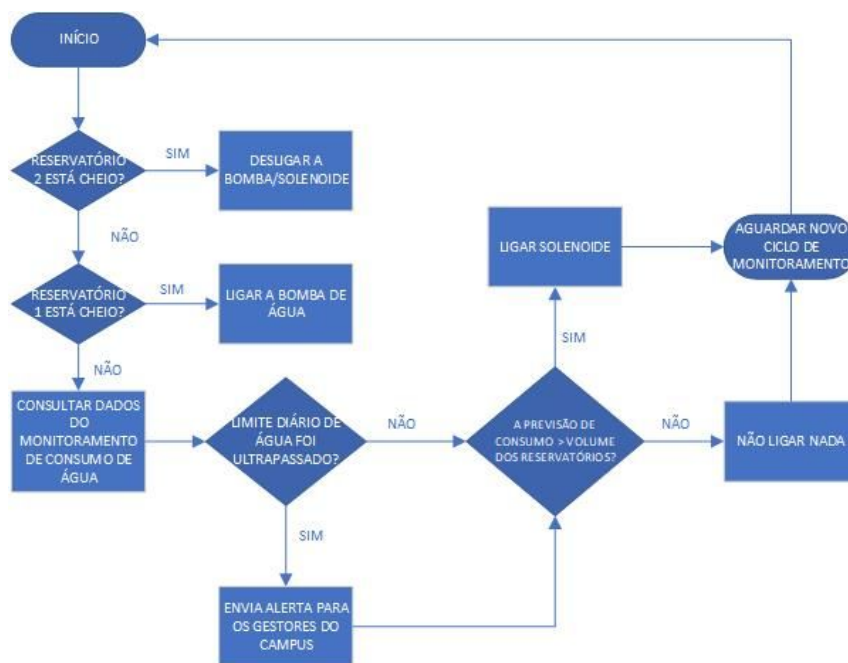 INÍCIO
RESERVATÓRIO
2 ESTÁ CHEIO?
SIM
DESLIGAR A
BOMBA/SOLENOIDE
NÃO
RESERVATÓRIO
1 ESTÁ CHEIO?
SIM
LIGAR A BOMBA DE
ÁGUA
NÃO
CONSULTAR DADOS
DO
MONITORAMENTO
DE CONSUMO DE
ÁGUA
LIMITE DIÁRIO DE
ÁGUA FOI
ULTRAPASSADO?
NÃO
SIM
ENVIA ALERTA PARA
OS GESTORES DO
CAMPUS
A PREVISÃO DE
CONSUMO > VOLUME
DOS RESERVATÓRIOS?
SIM
LIGAR SOLENOIDE
NÃO
NÃO LIGAR NADA
AGUARDAR NOVO
CICLO DE
MONITORAMENTO